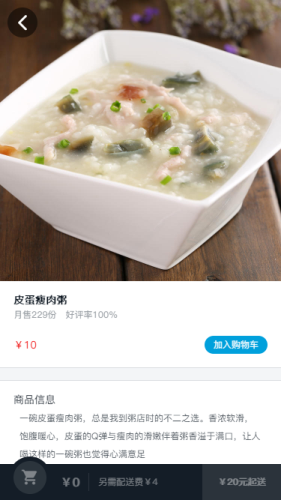 皮蛋瘦肉粥
月售229份 好评率100%
￥10 加入购物车
商品信息
一碗皮蛋瘦肉粥，总是我到粥店时的不二之选。香浓软滑，
饱腹暖心，皮蛋的Q弹与瘦肉的滑嫩伴着粥香溢于满口，让人
喝这样的一碗粥也觉得心满意足
￥0 另需配送费￥4 ￥20元起送